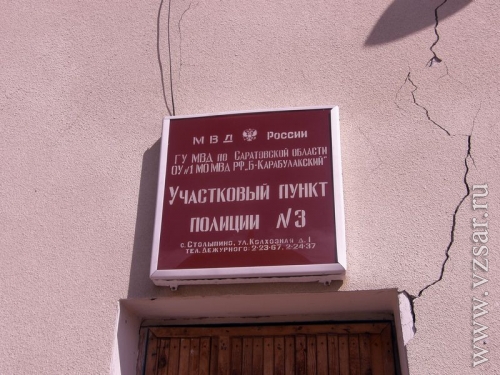 МВД России
ГУ МВД по Саратовской области
ОУ №1 МО МВД РФ „Б-Карабулакский"
Участковый пункт
полиции №3
с. Столыпино, ул. Колхозная д. 1
тел. дежурного: 2-23-67, 2-24-37
© www.vzsar.ru